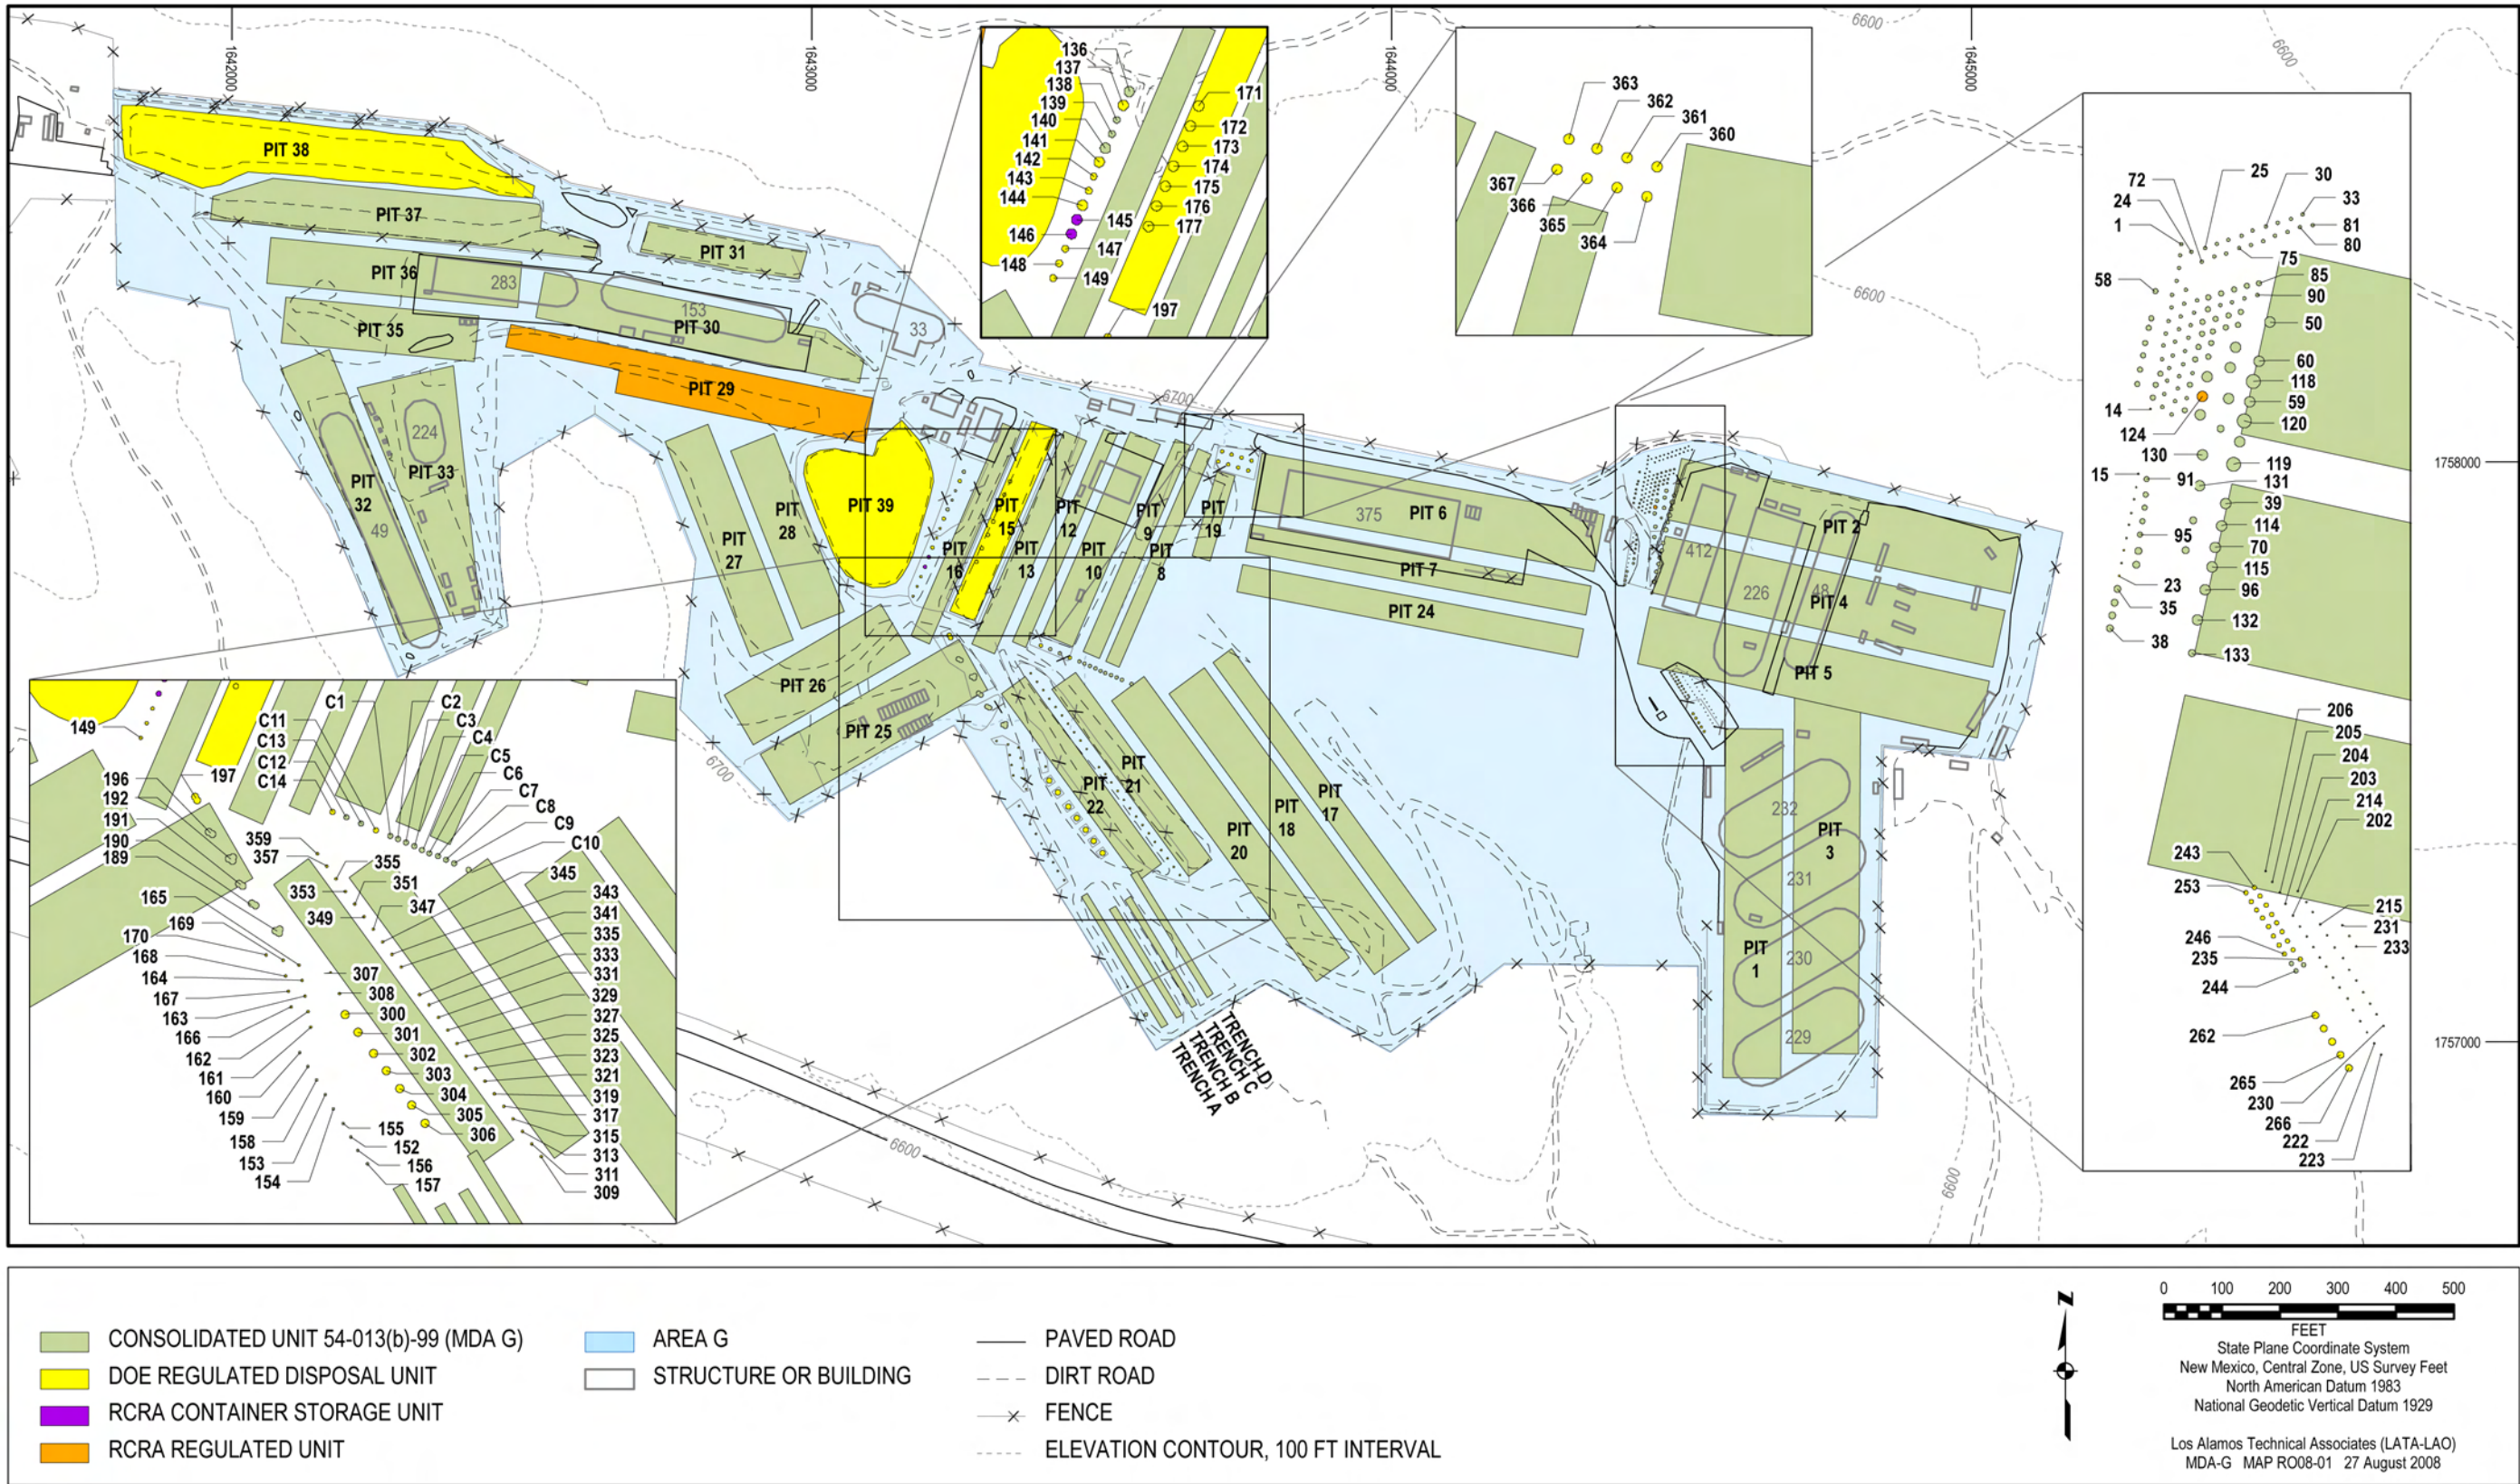 6600
6600
1642000
1643000
1644000
1645000
136
137
138
139
140
141
142
143
144
171
172
173
174
175
176
177
145
146
147
148
149
197
363
362
361
360
367
366
365
364
6600
72
25
30
24
33
1
81
80
75
58
85
90
50
60
118
14
59
124
120
130
119
15
91
131
39
114
95
70
115
23
96
35
132
38
133
206
205
204
203
214
202
243
253
215
231
246
233
235
244
262
265
230
266
222
223
PIT 38
PIT 37
PIT 31
PIT 36
283
153
PIT 35
PIT 30
33
PIT 29
6700
224
PIT 33
PIT
32
49
PIT
27
PIT
28
PIT 39
PIT
16
PIT
15
PIT
13
PIT
12
PIT
10
PIT
9
PIT
8
PIT
19
375
PIT 6
PIT 7
PIT 24
412
PIT 2
226
48
PIT 4
PIT 5
1758000
PIT 26
PIT 25
6700
PIT
22
PIT
21
PIT
20
PIT
18
PIT
17
232
PIT
3
231
PIT
1
230
229
1757000
TRENCH D
TRENCH C
TRENCH B
TRENCH A
6600
6600
149
C1
C2
C11
C3
C13
C4
C12
C5
C14
C6
C7
C8
C9
C10
196
197
192
191
190
189
359
357
355
353
351
349
347
345
343
341
335
333
331
329
327
325
323
321
319
317
315
313
311
309
165
169
170
168
164
167
163
166
162
161
160
159
158
153
154
307
308
300
301
302
303
304
305
306
155
152
156
157
CONSOLIDATED UNIT 54-013(b)-99 (MDA G)
DOE REGULATED DISPOSAL UNIT
RCRA CONTAINER STORAGE UNIT
RCRA REGULATED UNIT
AREA G
STRUCTURE OR BUILDING
PAVED ROAD
DIRT ROAD
FENCE
ELEVATION CONTOUR, 100 FT INTERVAL
N
0 100 200 300 400 500
FEET
State Plane Coordinate System
New Mexico, Central Zone, US Survey Feet
North American Datum 1983
National Geodetic Vertical Datum 1929
Los Alamos Technical Associates (LATA-LAO)
MDA-G MAP RO08-01 27 August 2008